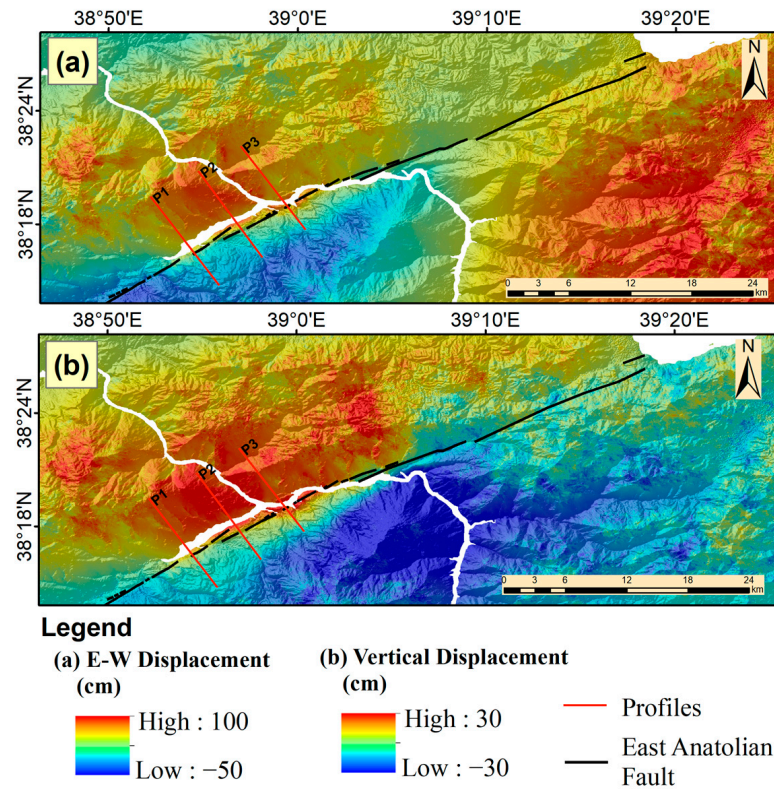 38°50'E 39°0'E 39°10'E 39°20'E
(a)
N
38°24'N
P3
P2
P1
38°18'N
0 3 6 12 18 24
km
38°50'E 39°0'E 39°10'E 39°20'E
(b)
N
38°24'N
P3
P2
P1
38°18'N
0 3 6 12 18 24
km
Legend
(a) E-W Displacement
(cm)
High : 100
Low : −50
(b) Vertical Displacement
(cm)
High : 30
Low : −30
Profiles
East Anatolian
Fault